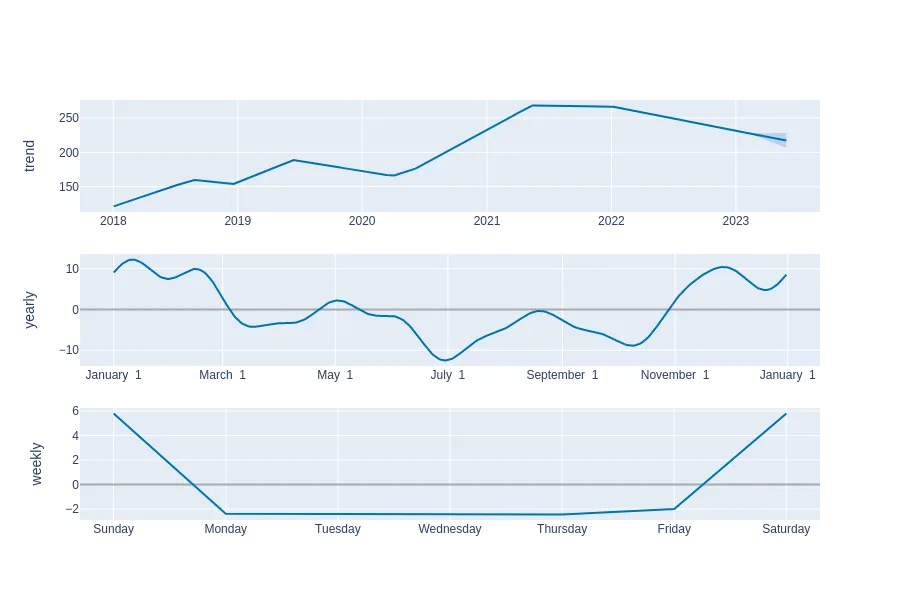 trend
250
200
150
2018 2019 2020 2021 2022 2023
yearly
10
0
−10
January 1 March 1 May 1 July 1 September 1 November 1 January 1
weekly
6
4
2
0
−2
Sunday Monday Tuesday Wednesday Thursday Friday Saturday